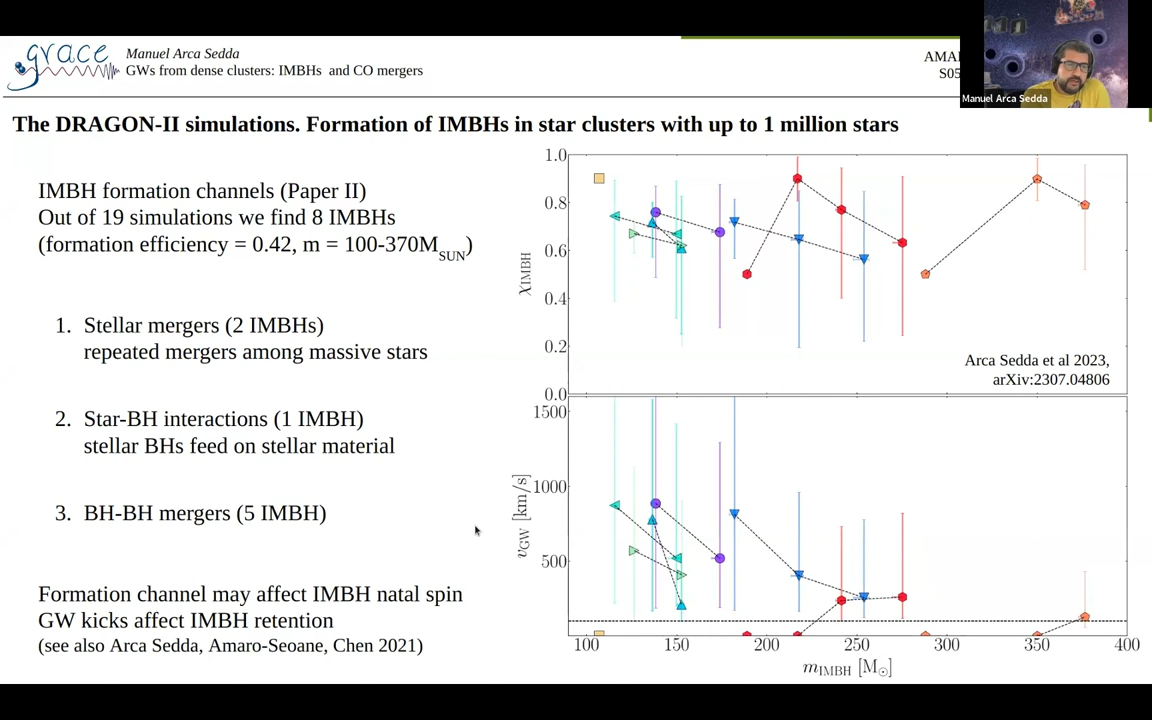 grace
Manuel Arca Sedda
GWs from dense clusters: IMBHs and CO mergers
AMA
S05
Manuel Arca Sedda
The DRAGON-II simulations. Formation of IMBHs in star clusters with up to 1 million stars
IMBH formation channels (Paper II)
Out of 19 simulations we find 8 IMBHs
(formation efficiency = 0.42, m = 100-370M_SUN)
1. Stellar mergers (2 IMBHs)
repeated mergers among massive stars
2. Star-BH interactions (1 IMBH)
stellar BHs feed on stellar material
3. BH-BH mergers (5 IMBH)
Formation channel may affect IMBH natal spin
GW kicks affect IMBH retention
(see also Arca Sedda, Amaro-Seoane, Chen 2021)
1.0
0.8
0.6
0.4
0.2
0.0
χIMBH
Arca Sedda et al 2023,
arXiv:2307.04806
1500
1000
500
vGW [km/s]
100 150 200 250 300 350 400
mIMBH [M☉]